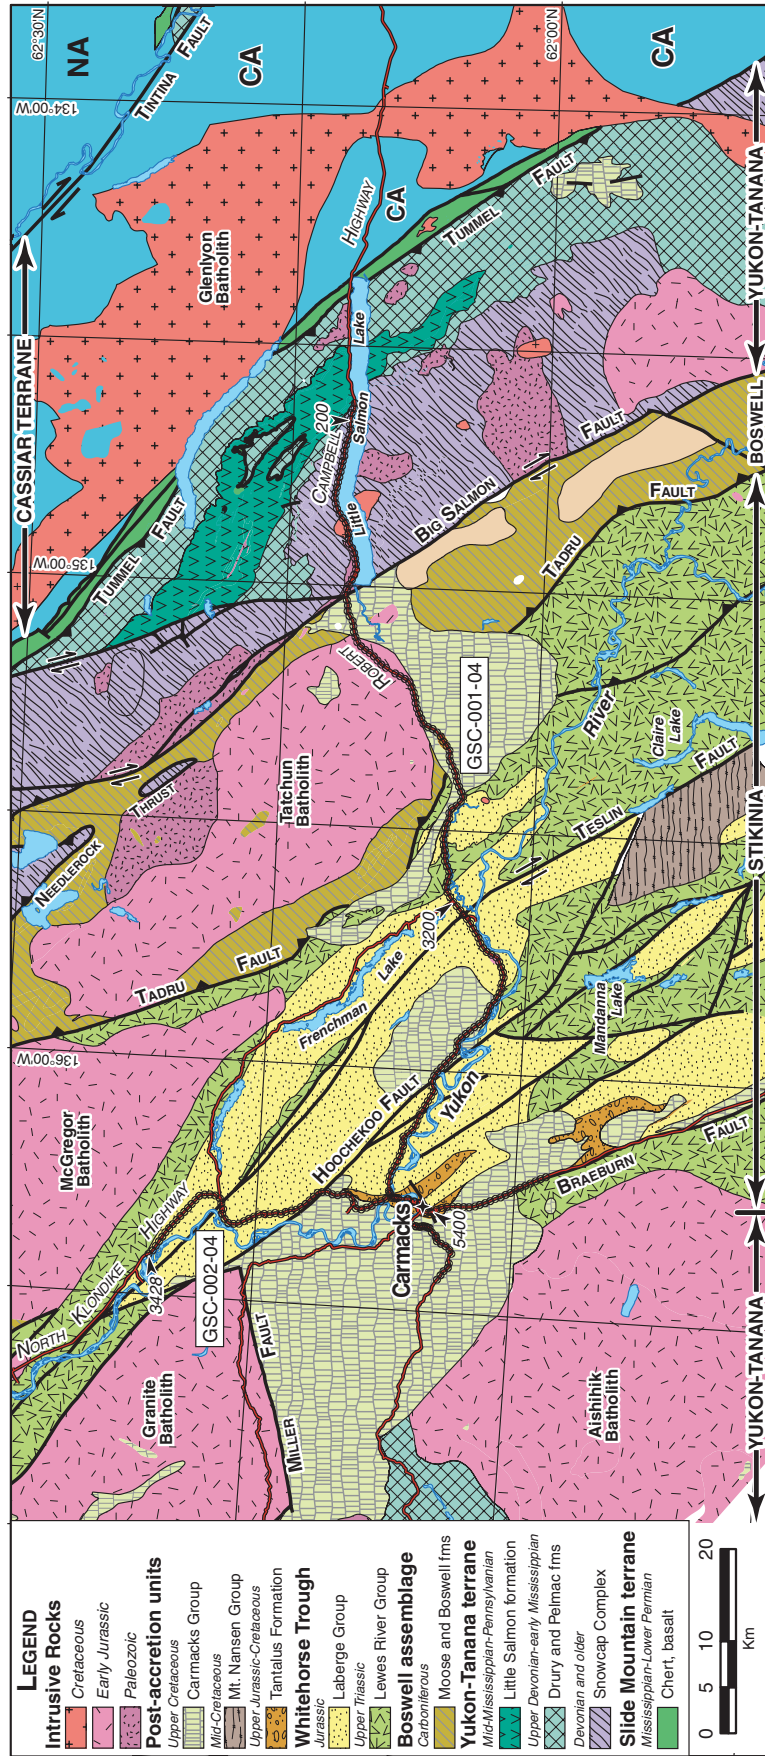 LEGEND
Intrusive Rocks
Cretaceous
Early Jurassic
Paleozoic
Post-accretion units
Upper Cretaceous
Carmacks Group
Mid-Cretaceous
Mt. Nansen Group
Upper Jurassic-Cretaceous
Tantalus Formation
Whitehorse Trough
Jurassic
Laberge Group
Upper Triassic
Lewes River Group
Boswell assemblage
Carboniferous
Moose and Boswell fms
Yukon-Tanana terrane
Mid-Mississippian-Pennsylvanian
Little Salmon formation
Upper Devonian-early Mississippian
Drury and Pelmac fms
Devonian and older
Snowcap Complex
Slide Mountain terrane
Mississippian-Lower Permian
Chert, basalt
0 5 10 20
Km
CASSIAR TERRANE
NA
CA
CA
CA
TINTINA FAULT
62°30'N
62°00'N
134°00'W
135°00'W
136°00'W
Glenlyon
Batholith
HIGHWAY
TUMMEL FAULT
TUMMEL FAULT
CAMPBELL
200
Little Salmon Lake
ROBERT
BIG SALMON FAULT
TADRU FAULT
NEEDLEROCK THRUST
Tatchun
Batholith
GSC-001-04
River
Claire
Lake
TESLIN FAULT
TADRU FAULT
Frenchman Lake
3200
McGregor
Batholith
HOOCHEKOO FAULT
Yukon
Mandanna
Lake
BRAEBURN FAULT
NORTH KLONDIKE HIGHWAY
3428
GSC-002-04
Carmacks
5400
Granite
Batholith
MILLER FAULT
Aishihik
Batholith
YUKON-TANANA
STIKINIA
BOSWELL
YUKON-TANANA